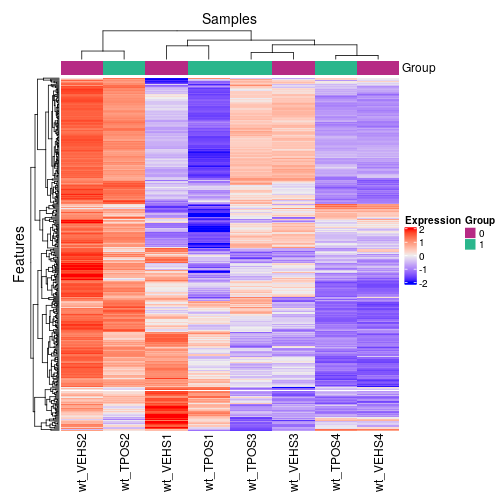 Samples
Group
Features
Expression Group
2
1
0
-1
-2
0
1
wt_VEHS2
wt_TPOS2
wt_VEHS1
wt_TPOS1
wt_TPOS3
wt_VEHS3
wt_TPOS4
wt_VEHS4